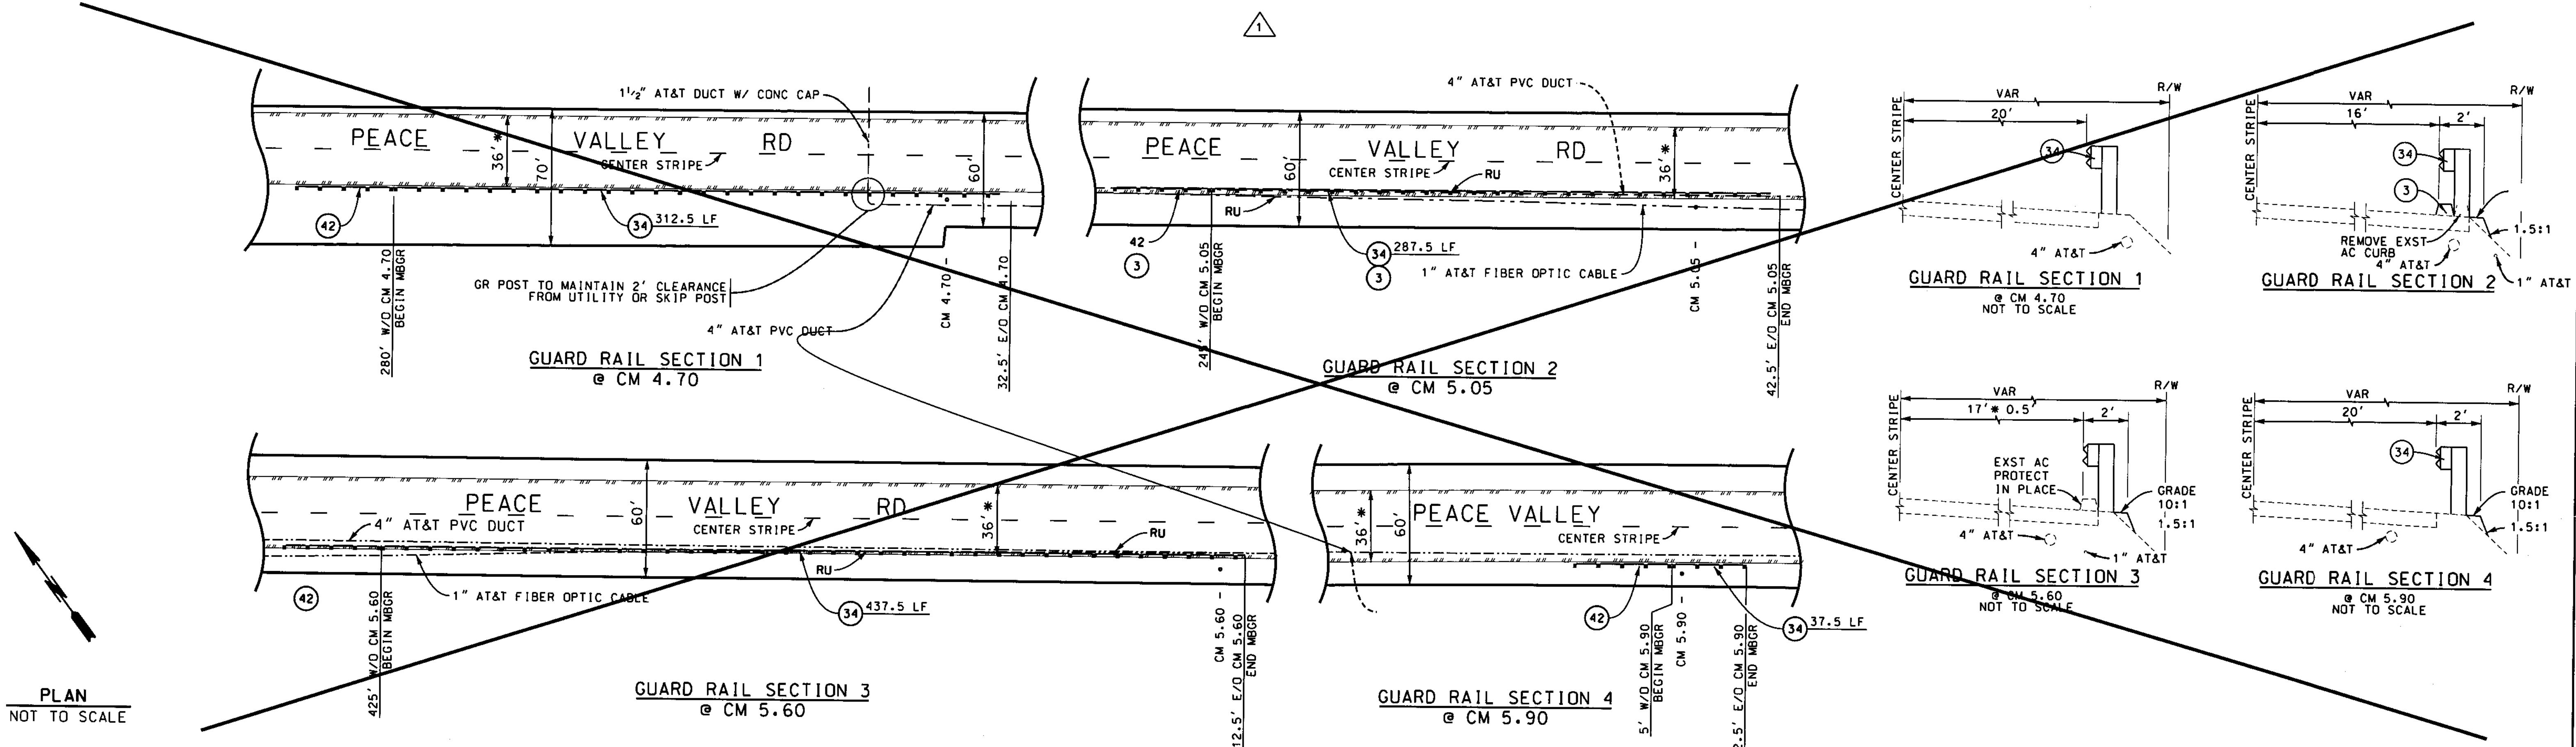 1
1 1/2" AT&T DUCT W/ CONC CAP
PEACE VALLEY RD
CENTER STRIPE
36'*
70'
60'
42
34 312.5 LF
280' W/O CM 4.70
BEGIN MBGR
GR POST TO MAINTAIN 2' CLEARANCE
FROM UTILITY OR SKIP POST
4" AT&T PVC DUCT
CM 4.70
32.5' E/O CM 4.70
GUARD RAIL SECTION 1
@ CM 4.70
4" AT&T PVC DUCT
PEACE VALLEY RD
CENTER STRIPE
RU
60'
36'*
RU
42
3
34 287.5 LF
3
1" AT&T FIBER OPTIC CABLE
245' W/O CM 5.05
BEGIN MBGR
CM 5.05
42.5' E/O CM 5.05
END MBGR
GUARD RAIL SECTION 2
@ CM 5.05
CENTER STRIPE
VAR
R/W
20'
34
4" AT&T
GUARD RAIL SECTION 1
@ CM 4.70
NOT TO SCALE
CENTER STRIPE
VAR
R/W
16'
2'
34
3
REMOVE EXST
AC CURB
4" AT&T
1.5:1
1" AT&T
GUARD RAIL SECTION 2
PEACE VALLEY RD
4" AT&T PVC DUCT
CENTER STRIPE
60'
36'*
RU
RU
42
1" AT&T FIBER OPTIC CABLE
34 437.5 LF
425' W/O CM 5.60
BEGIN MBGR
CM 5.60
12.5' E/O CM 5.60
END MBGR
GUARD RAIL SECTION 3
@ CM 5.60
PEACE VALLEY
CENTER STRIPE
36'*
60'
42
34 37.5 LF
5' W/O CM 5.90
BEGIN MBGR
CM 5.90
2.5' E/O CM 5.90
END MBGR
GUARD RAIL SECTION 4
@ CM 5.90
CENTER STRIPE
VAR
R/W
17'* 0.5'
2'
EXST AC
PROTECT
IN PLACE
GRADE
10:1
1.5:1
4" AT&T
1" AT&T
GUARD RAIL SECTION 3
@ CM 5.60
NOT TO SCALE
CENTER STRIPE
VAR
R/W
20'
2'
34
GRADE
10:1
1.5:1
4" AT&T
GUARD RAIL SECTION 4
@ CM 5.90
NOT TO SCALE
PLAN
NOT TO SCALE